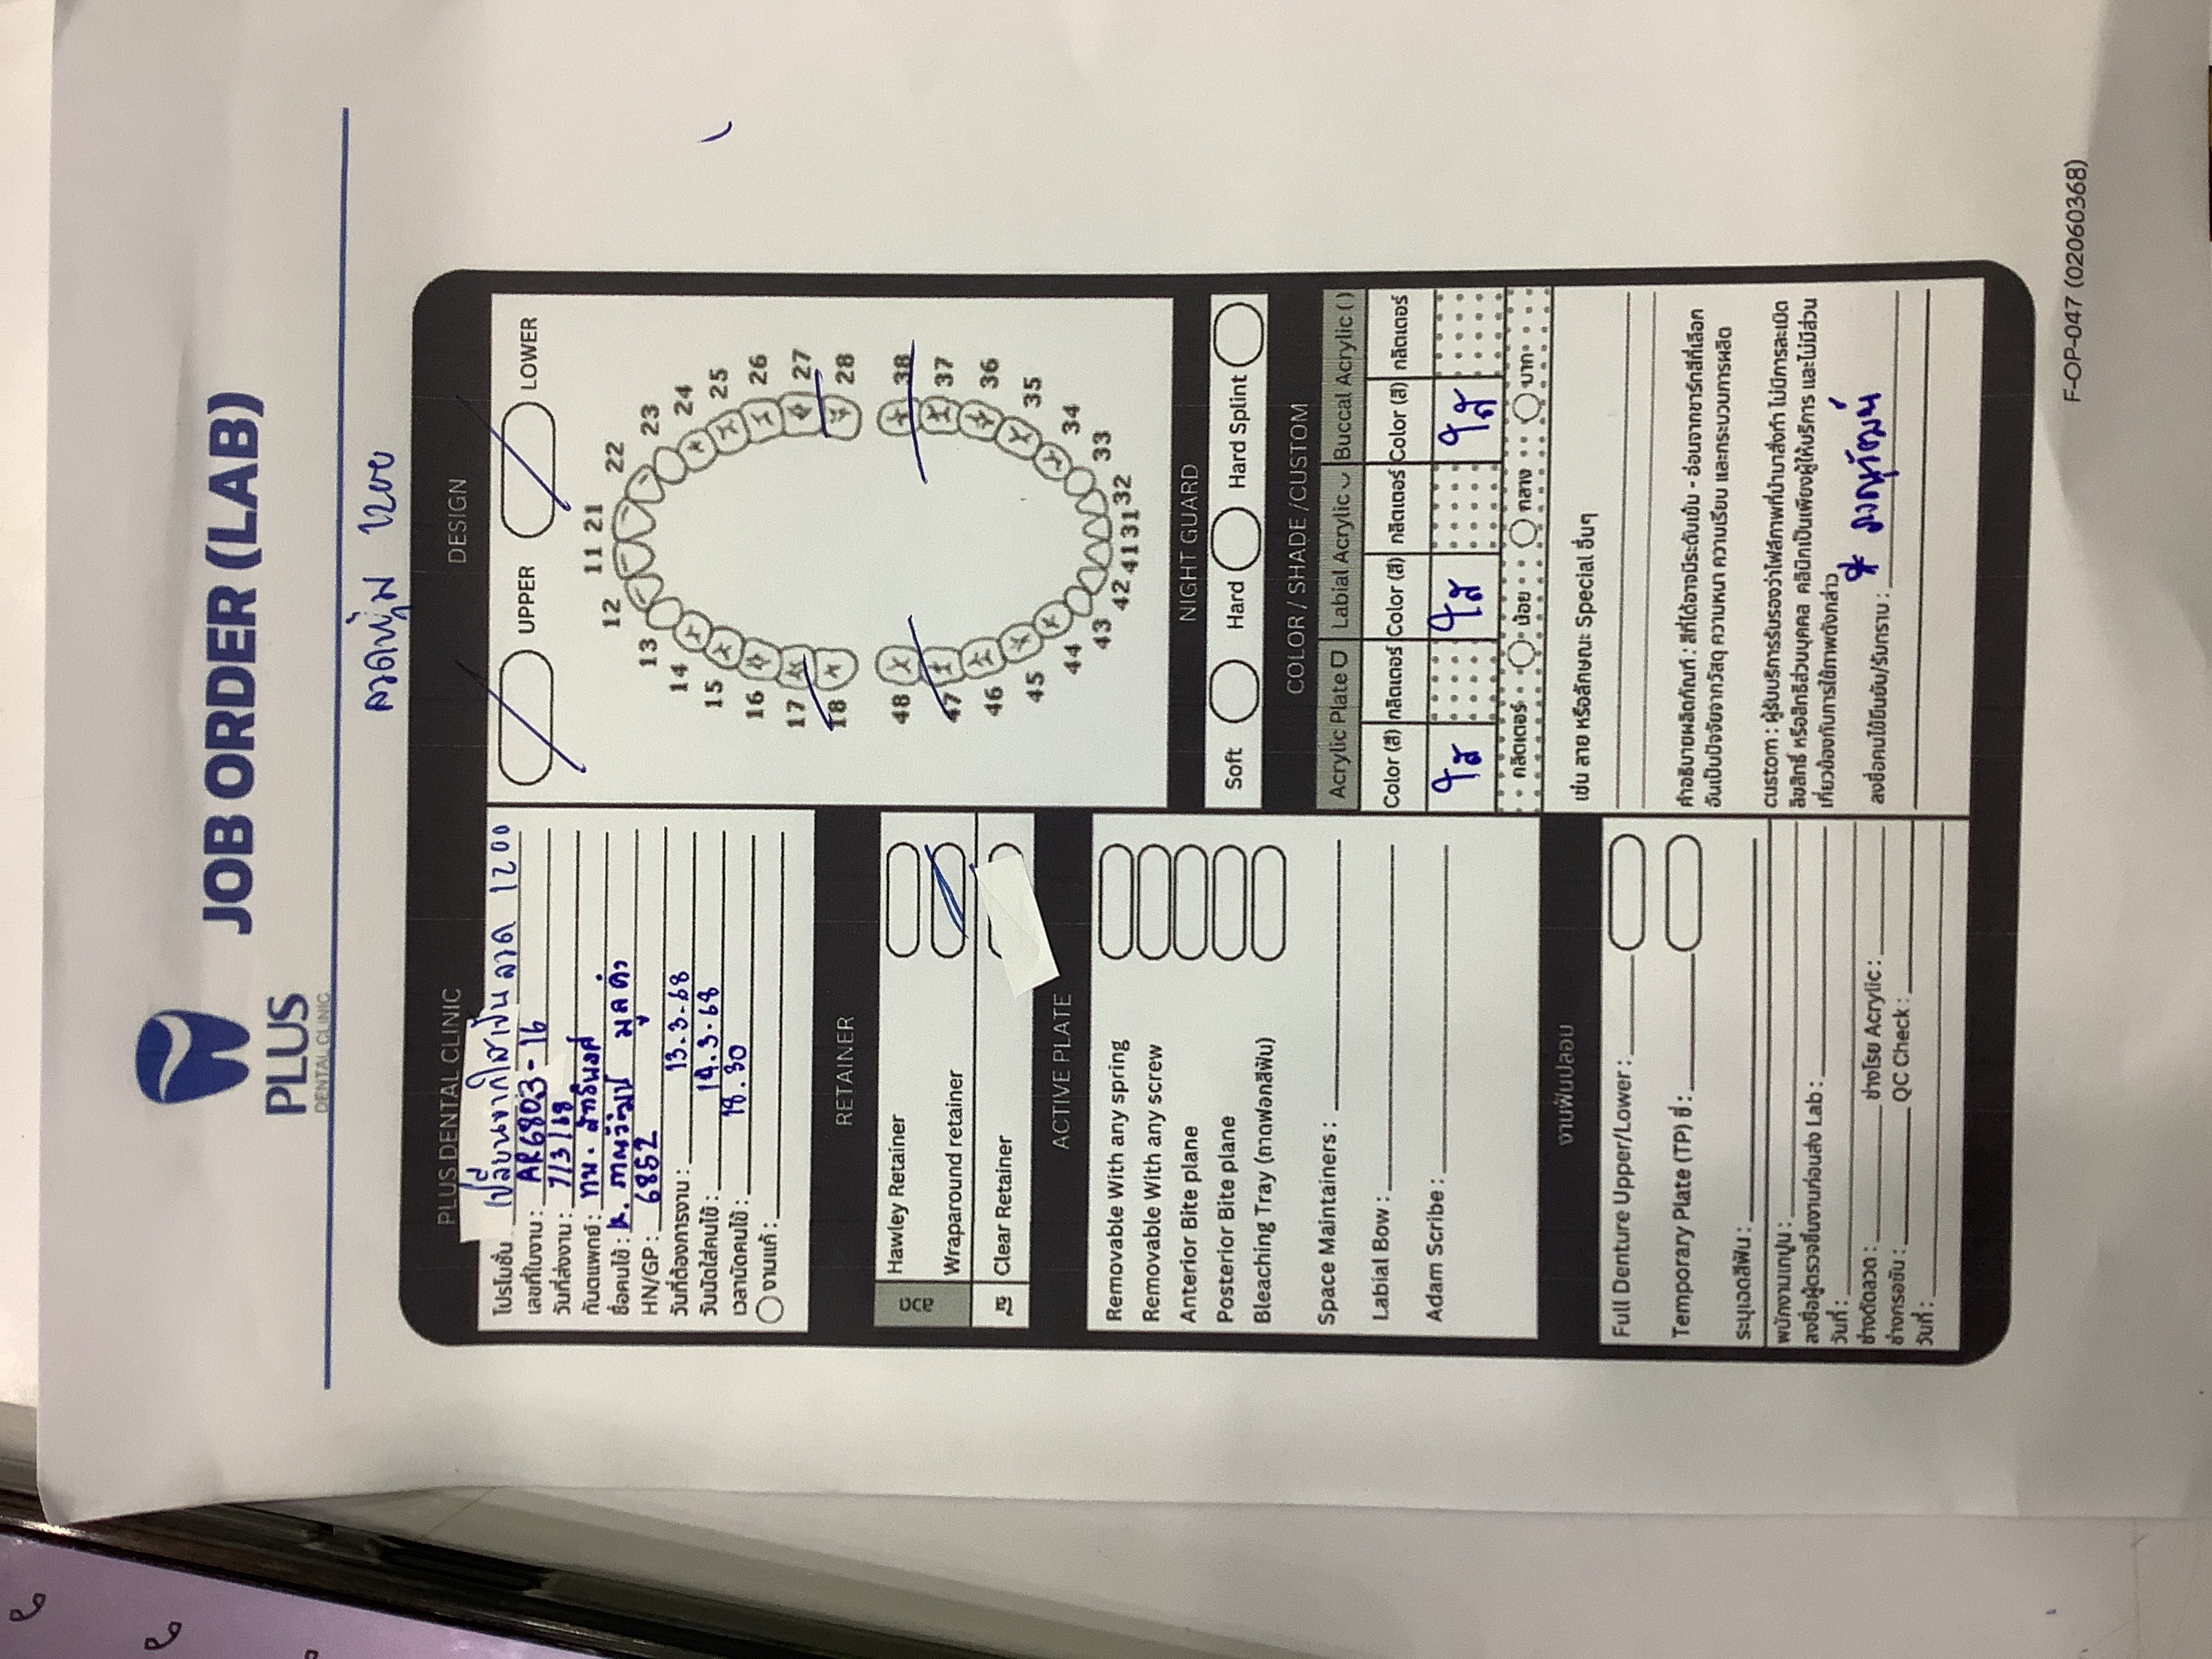 PLUS
DENTAL CLINIC
JOB ORDER (LAB)
ลวดหุ้ม 1200
PLUS DENTAL CLINIC
โปรโมชั่น เปลี่ยนจากใสเป็น ลวด 1200
เลขที่ใบงาน : AR6803-16
วันที่ส่งงาน : 7/3/68
ทันตแพทย์ : ทพ. สิทธิพงศ์
ชื่อคนไข้ : K. ภาณุวัฒน์ มูลคำ
HN/GP : 6852
วันที่ต้องการงาน : 13.3.68
วันนัดใส่คนไข้ : 14.3.68
เวลานัดคนไข้ : 18.30
งานแก้ :
RETAINER
ลวด
Hawley Retainer
Wraparound retainer
ใส
Clear Retainer
ACTIVE PLATE
Removable With any spring
Removable With any screw
Anterior Bite plane
Posterior Bite plane
Bleaching Tray (ถาดฟอกสีฟัน)
Space Maintainers :
Labial Bow :
Adam Scribe :
งานฟันปลอม
Full Denture Upper/Lower :
Temporary Plate (TP) ซี่ :
ระบุเฉดสีฟัน :
พนักงานเทปูน :
ลงชื่อผู้ตรวจชิ้นงานก่อนส่ง Lab :
วันที่ :
ช่างดัดลวด : ช่างโรย Acrylic :
ช่างกรอขัน : QC Check :
วันที่ :
DESIGN
UPPER LOWER
11 21
12 22
13 23
14 24
15 25
16 26
17 27
18 28
48 38
47 37
46 36
45 35
44 34
43 33
42 41 31 32
NIGHT GUARD
Soft Hard Hard Splint
COLOR / SHADE /CUSTOM
Acrylic Plate Labial Acrylic Buccal Acrylic ( )
Color (สี) กลิตเตอร์ Color (สี) กลิตเตอร์ Color (สี) กลิตเตอร์
ใส ใส ใส
กลิตเตอร์ น้อย กลาง มาก
เช่น ลาย หรือลักษณะ Special อื่นๆ
คำอธิบายผลิตภัณฑ์ : สีที่ได้อาจมีระดับเข้ม - อ่อนจากชาร์ทสีที่เลือก
อันเป็นปัจจัยจากวัสดุ ความหนา ความเรียบ และกระบวนการผลิต
custom : ผู้รับบริการรับรองว่าไฟล์ภาพที่นำมาสั่งทำ ไม่มีการละเมิด
ลิขสิทธิ์ หรือสิทธิส่วนบุคคล คลินิกเป็นเพียงผู้ให้บริการ และไม่มีส่วน
เกี่ยวข้องกับการใช้ภาพดังกล่าว
ลงชื่อคนไข้ยืนยัน/รับทราบ : * ภาณุวัฒน์
F-OP-047 (02060368)